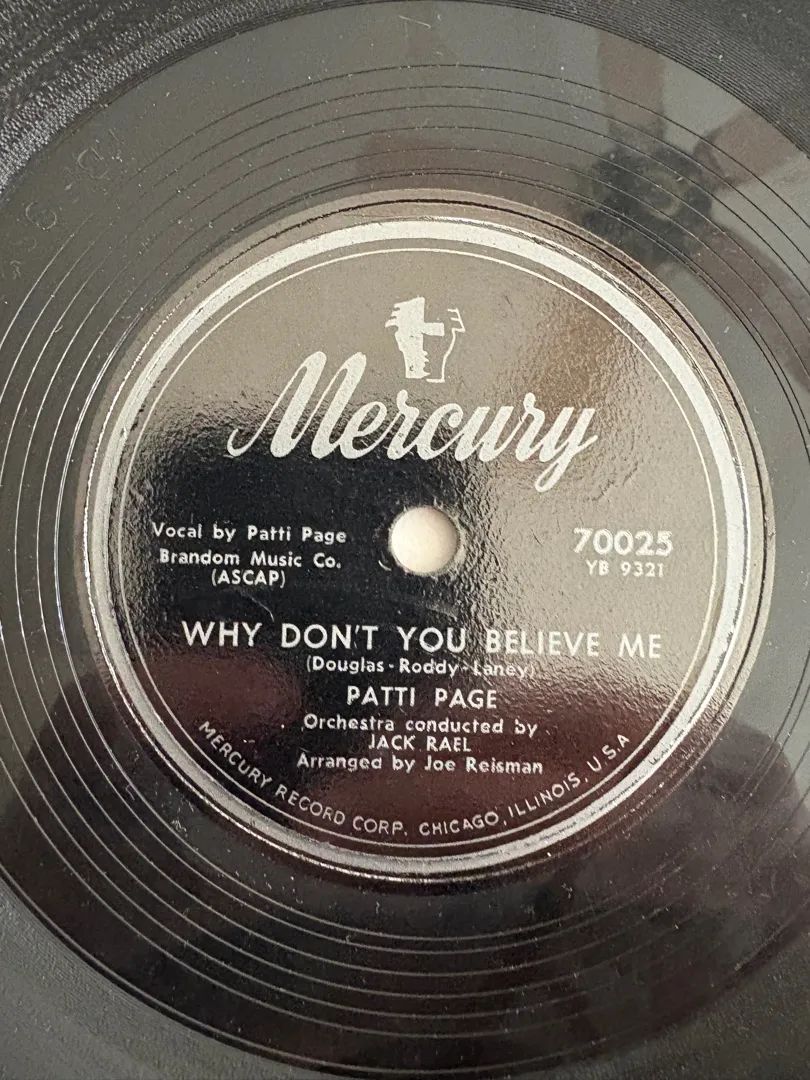 Mercury
Vocal by Patti Page
Brandom Music Co.
(ASCAP)
70025
YB 9321
WHY DON'T YOU BELIEVE ME
(Douglas - Roddy - Laney)
PATTI PAGE
Orchestra conducted by
JACK RAEL
Arranged by Joe Reisman
MERCURY RECORD CORP. CHICAGO, ILLINOIS, U.S.A